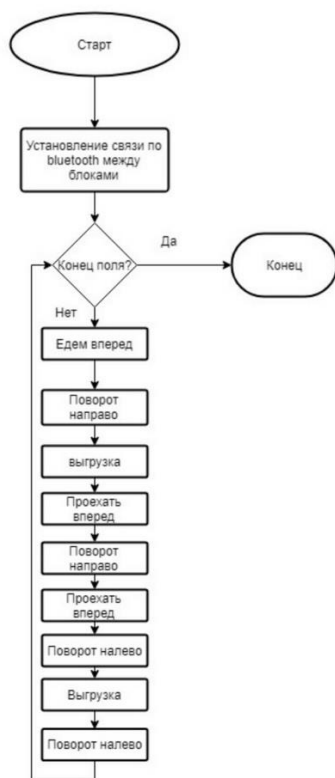 Старт
Установление связи по
bluetooth между
блоками
Да
Конец поля?
Конец
Нет
Едем вперед
Поворот
направо
выгрузка
Проехать
вперед
Поворот
направо
Проехать
вперед
Поворот налево
Выгрузка
Поворот налево